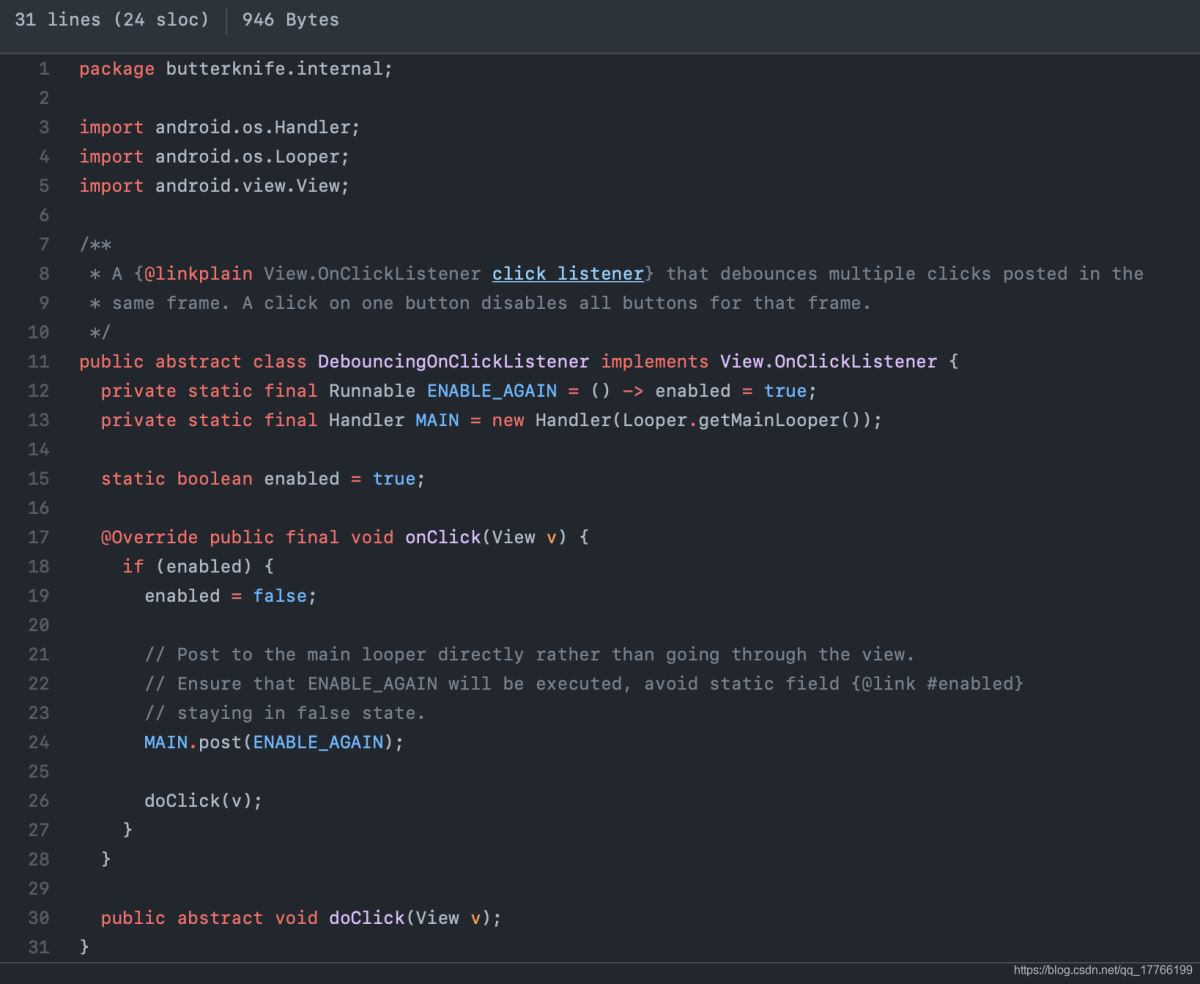 31 lines (24 sloc) 946 Bytes
1 package butterknife.internal;
2
3 import android.os.Handler;
4 import android.os.Looper;
5 import android.view.View;
6
7 /**
8 * A {@linkplain View.OnClickListener click listener} that debounces multiple clicks posted in the
9 * same frame. A click on one button disables all buttons for that frame.
10 */
11 public abstract class DebouncingOnClickListener implements View.OnClickListener {
12 private static final Runnable ENABLE_AGAIN = () -> enabled = true;
13 private static final Handler MAIN = new Handler(Looper.getMainLooper());
14
15 static boolean enabled = true;
16
17 @Override public final void onClick(View v) {
18 if (enabled) {
19 enabled = false;
20
21 // Post to the main looper directly rather than going through the view.
22 // Ensure that ENABLE_AGAIN will be executed, avoid static field {@link #enabled}
23 // staying in false state.
24 MAIN.post(ENABLE_AGAIN);
25
26 doClick(v);
27 }
28 }
29
30 public abstract void doClick(View v);
31 }
https://blog.csdn.net/qq_17766199